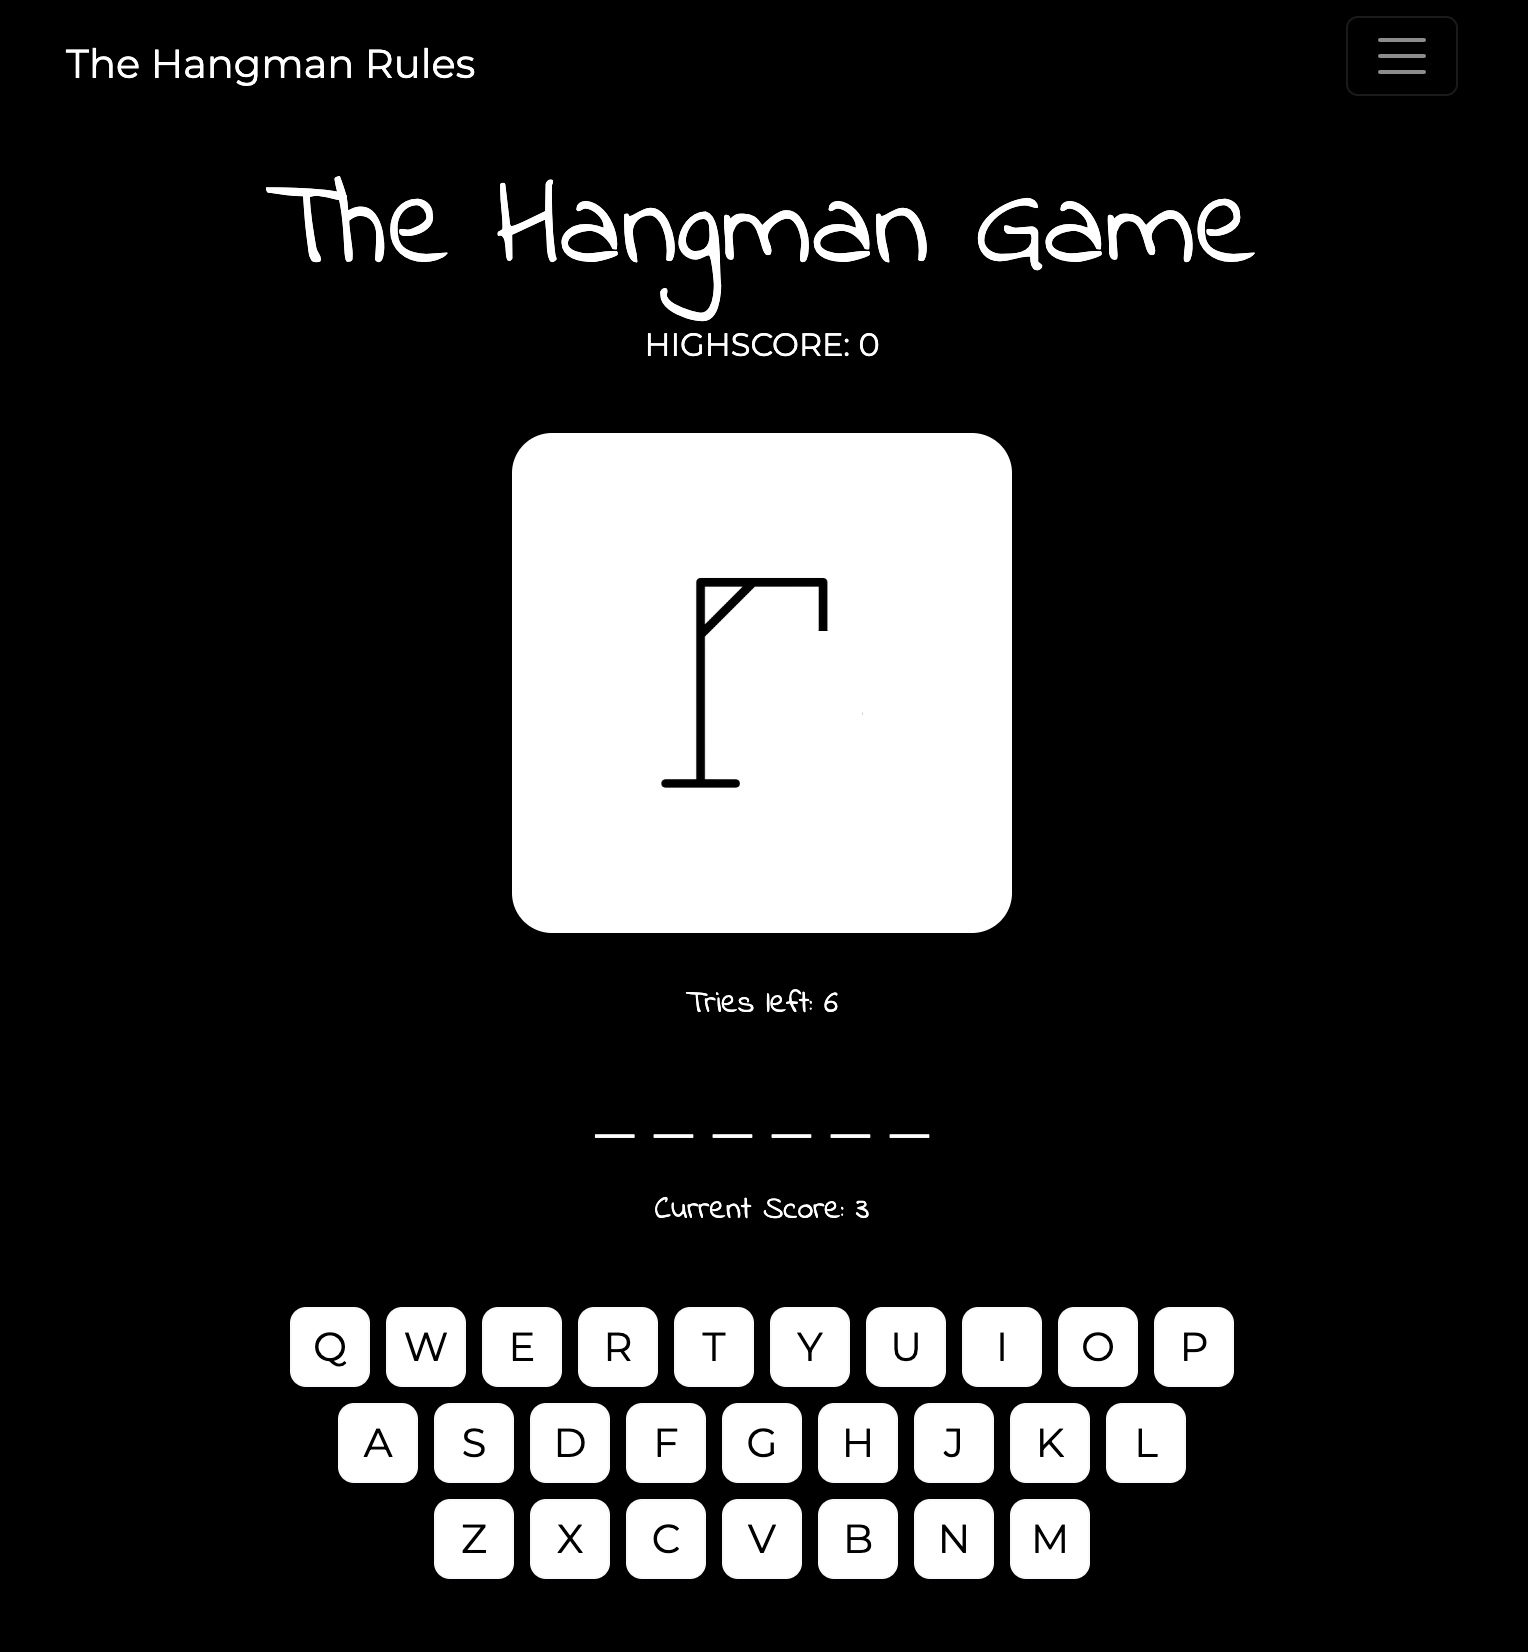 The Hangman Rules
The Hangman Game
HIGHSCORE: 0
Tries left: 6
_ _ _ _ _ _
Current Score: 3
Q W E R T Y U I O P
A S D F G H J K L
Z X C V B N M